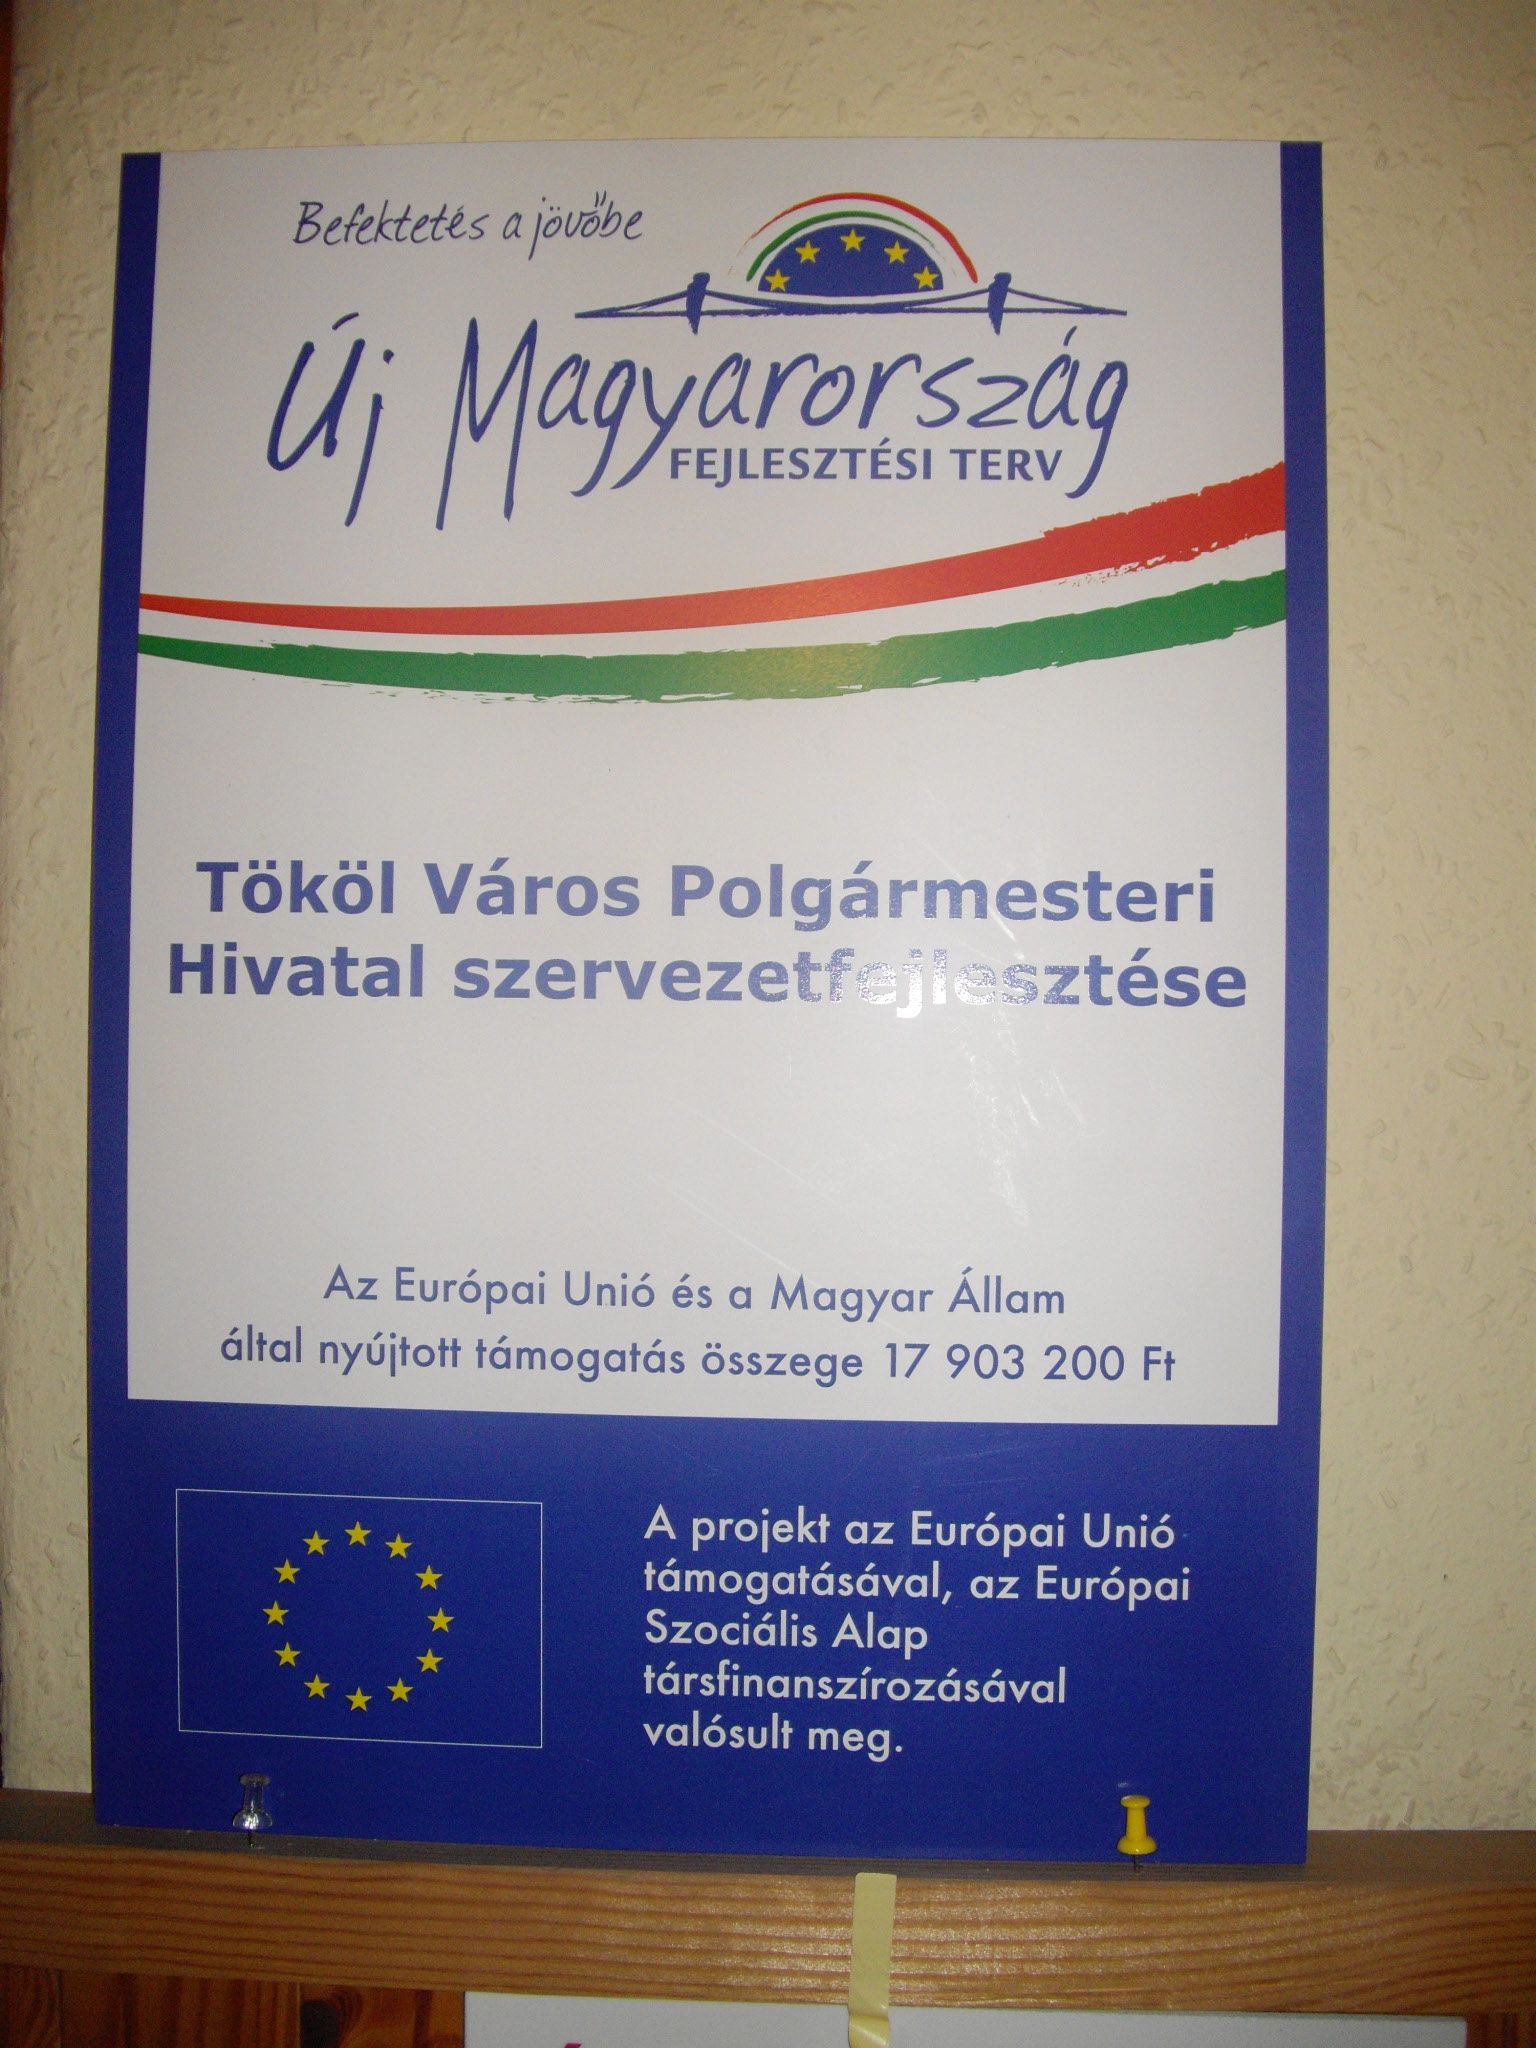 Befektetés a jövőbe
Új Magyarország
FEJLESZTÉSI TERV
Tököl Város Polgármesteri
Hivatal szervezetfejlesztése
Az Európai Unió és a Magyar Állam
által nyújtott támogatás összege 17 903 200 Ft
A projekt az Európai Unió
támogatásával, az Európai
Szociális Alap
társfinanszírozásával
valósult meg.